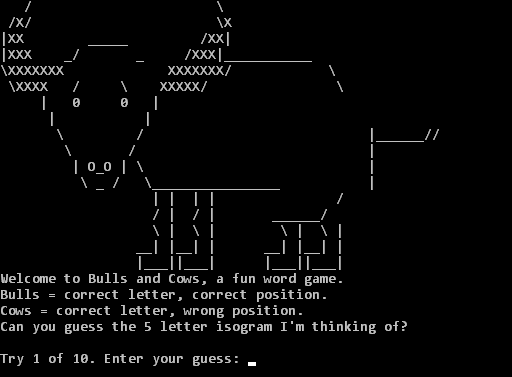 Welcome to Bulls and Cows, a fun word game.
Bulls = correct letter, correct position.
Cows = correct letter, wrong position.
Can you guess the 5 letter isogram I'm thinking of?
Try 1 of 10. Enter your guess: _